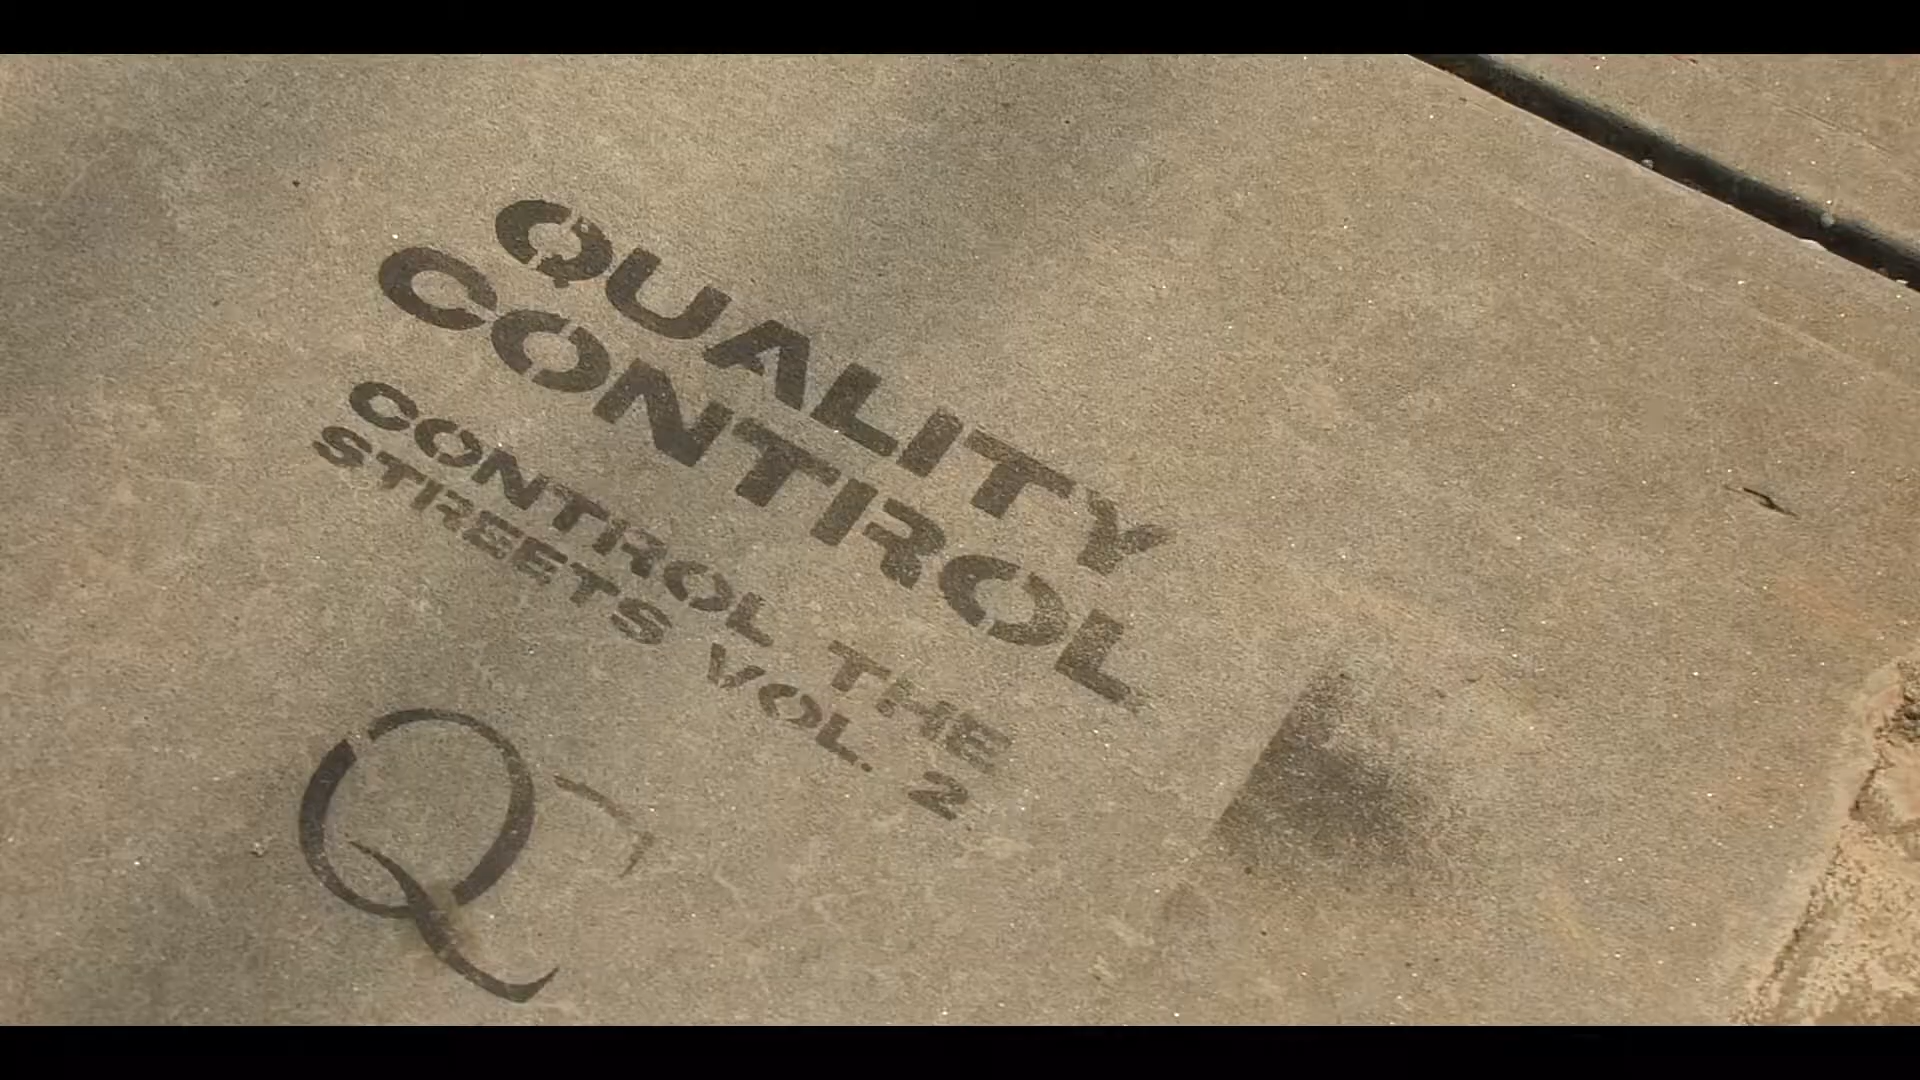 QUALITY
CONTROL
CONTROL THE
STREETS VOL. 2
Q